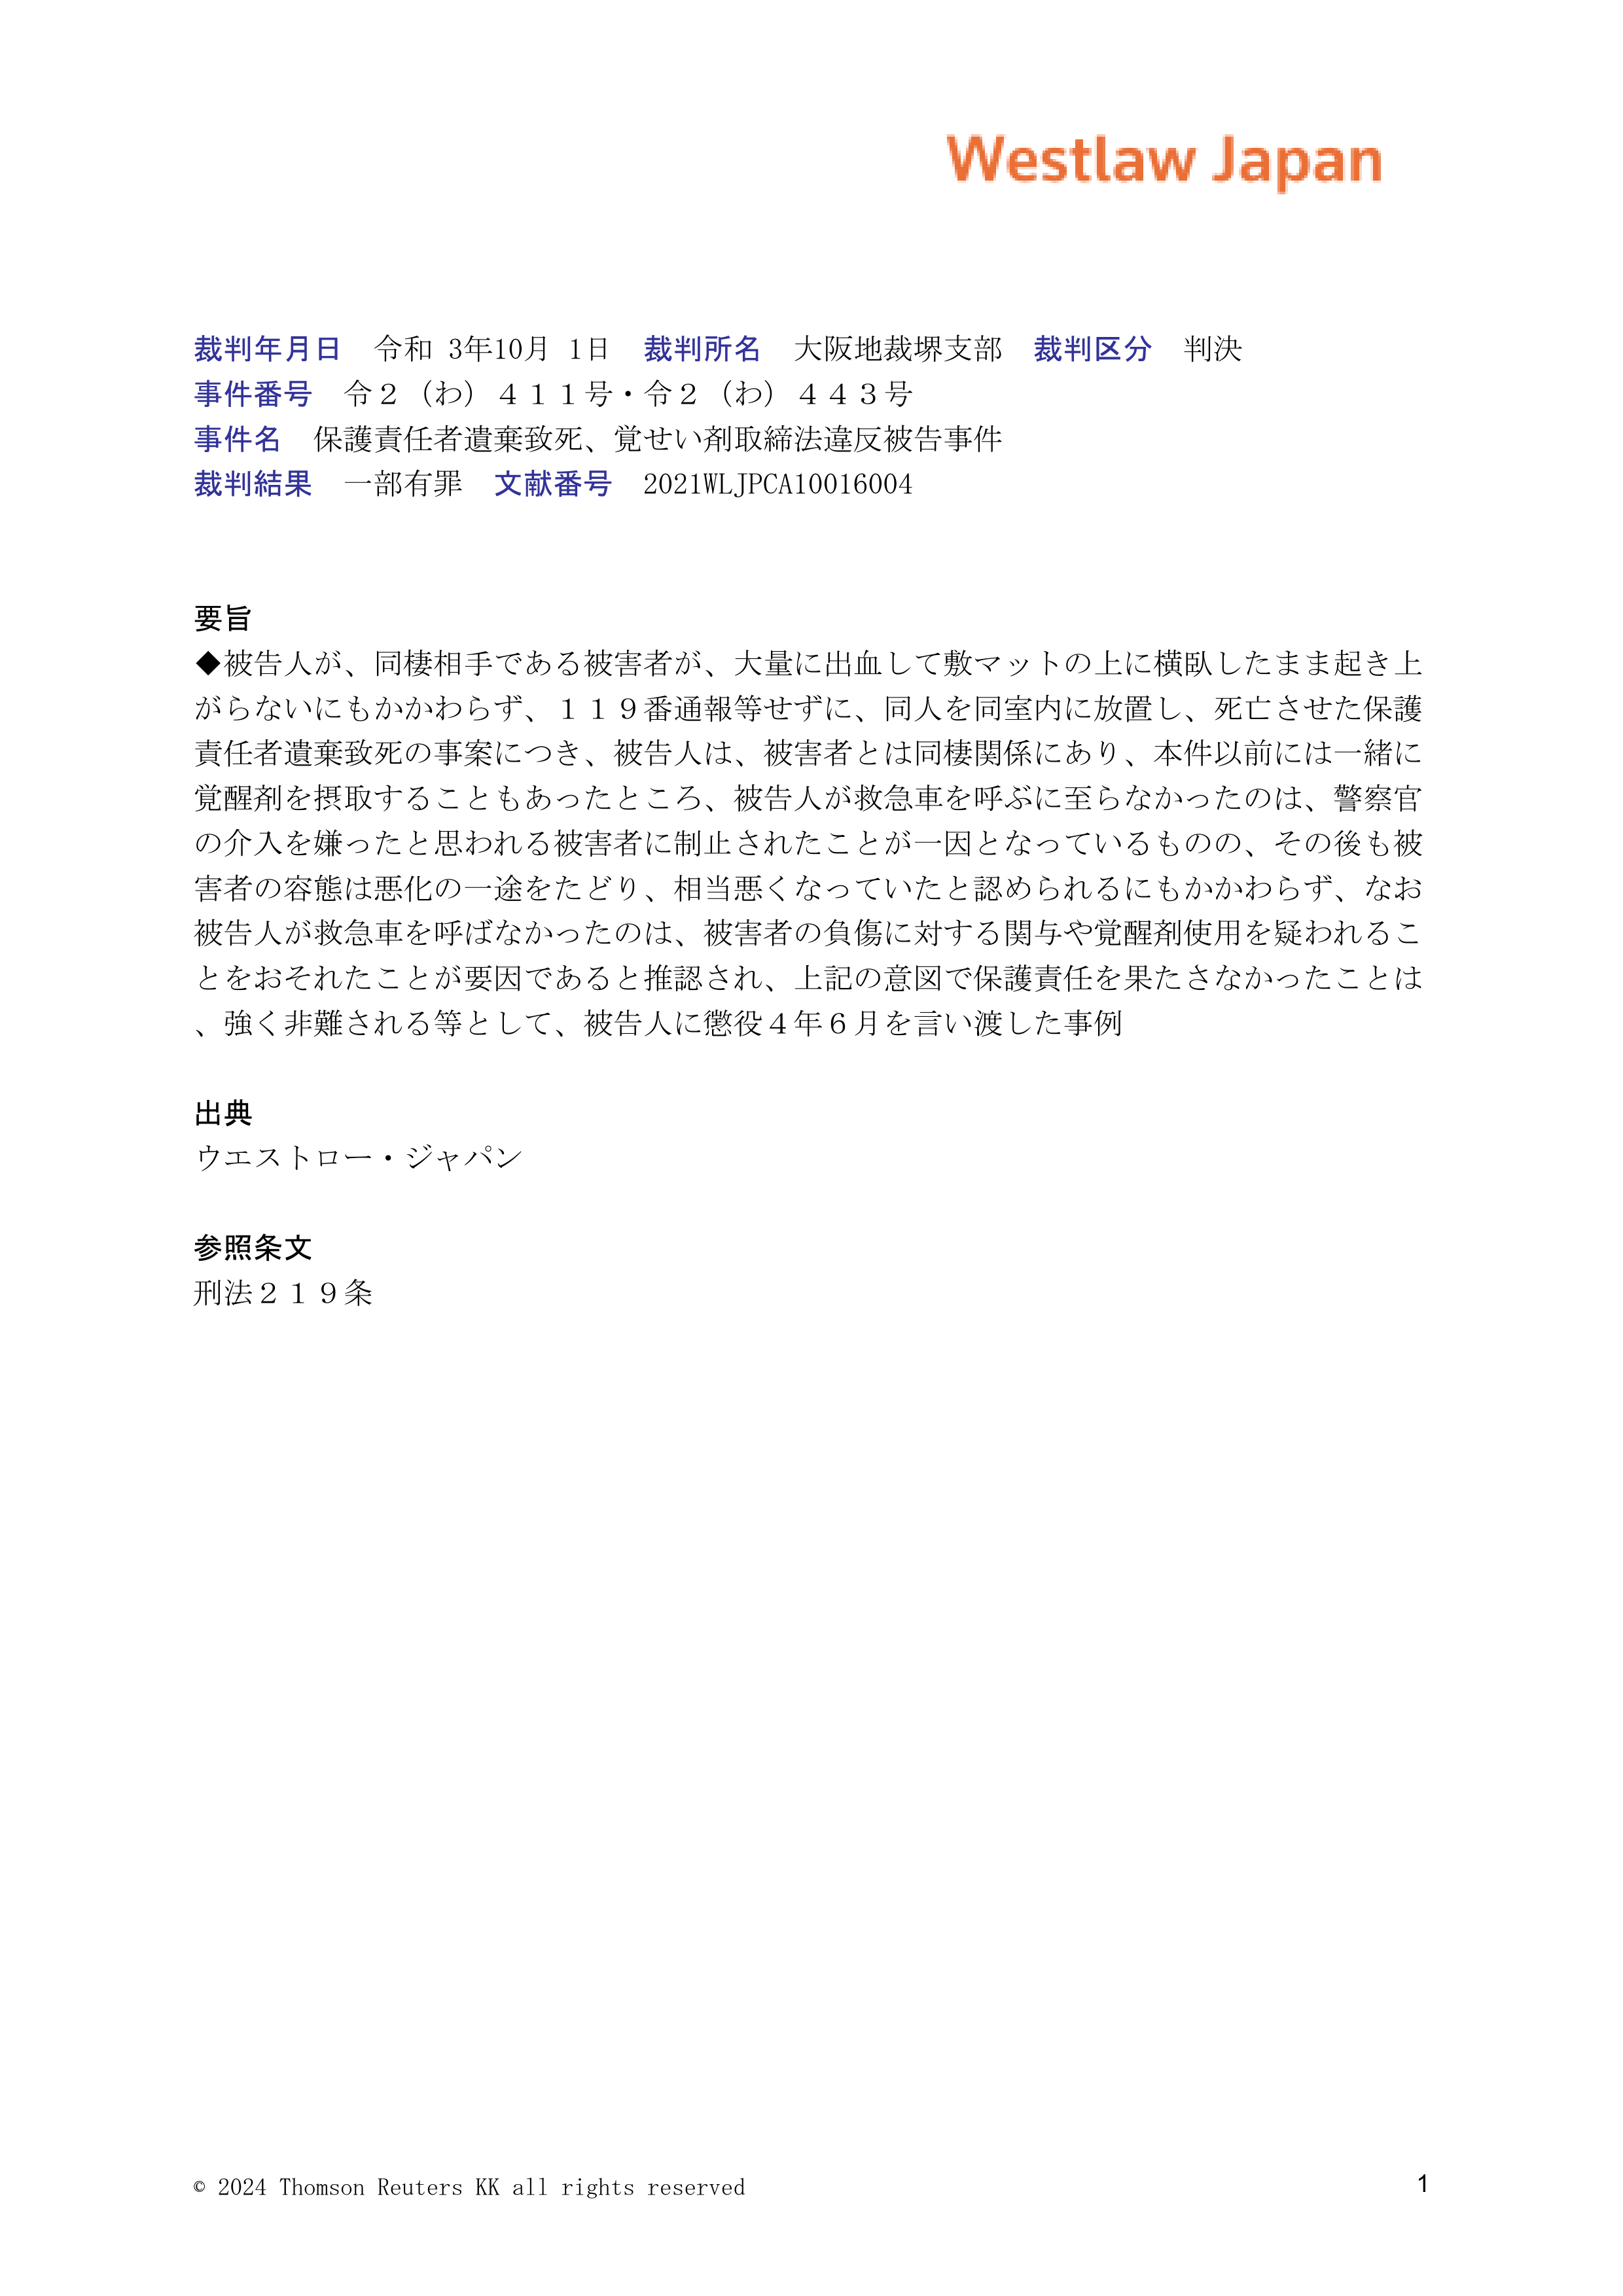 Westlaw Japan
裁判年月日　令和 3年10月 1日　裁判所名　大阪地裁堺支部　裁判区分　判決
事件番号　令２（わ）４１１号・令２（わ）４４３号
事件名　保護責任者遺棄致死、覚せい剤取締法違反被告事件
裁判結果　一部有罪　文献番号　2021WLJPCA10016004
要旨
◆被告人が、同棲相手である被害者が、大量に出血して敷マットの上に横臥したまま起き上
がらないにもかかわらず、１１９番通報等せずに、同人を同室内に放置し、死亡させた保護
責任者遺棄致死の事案につき、被告人は、被害者とは同棲関係にあり、本件以前には一緒に
覚醒剤を摂取することもあったところ、被告人が救急車を呼ぶに至らなかったのは、警察官
の介入を嫌ったと思われる被害者に制止されたことが一因となっているものの、その後も被
害者の容態は悪化の一途をたどり、相当悪くなっていたと認められるにもかかわらず、なお
被告人が救急車を呼ばなかったのは、被害者の負傷に対する関与や覚醒剤使用を疑われるこ
とをおそれたことが要因であると推認され、上記の意図で保護責任を果たさなかったことは
、強く非難される等として、被告人に懲役４年６月を言い渡した事例
出典
ウエストロー・ジャパン
参照条文
刑法２１９条
© 2024 Thomson Reuters KK all rights reserved
1